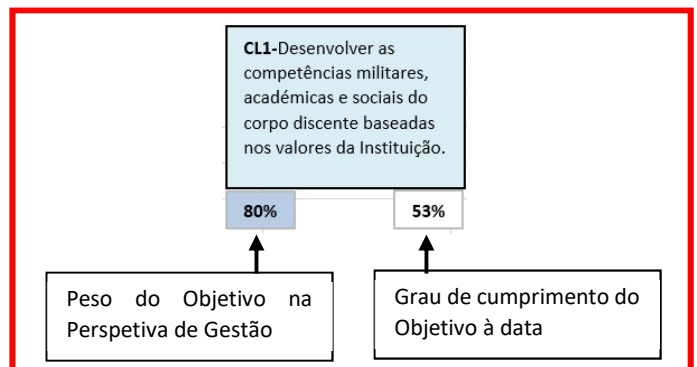 CL1-Desenvolver as
competências militares,
académicas e sociais do
corpo discente baseadas
nos valores da Instituição.
80% 53%
Peso do Objetivo na
Perspetiva de Gestão
Grau de cumprimento do
Objetivo à data